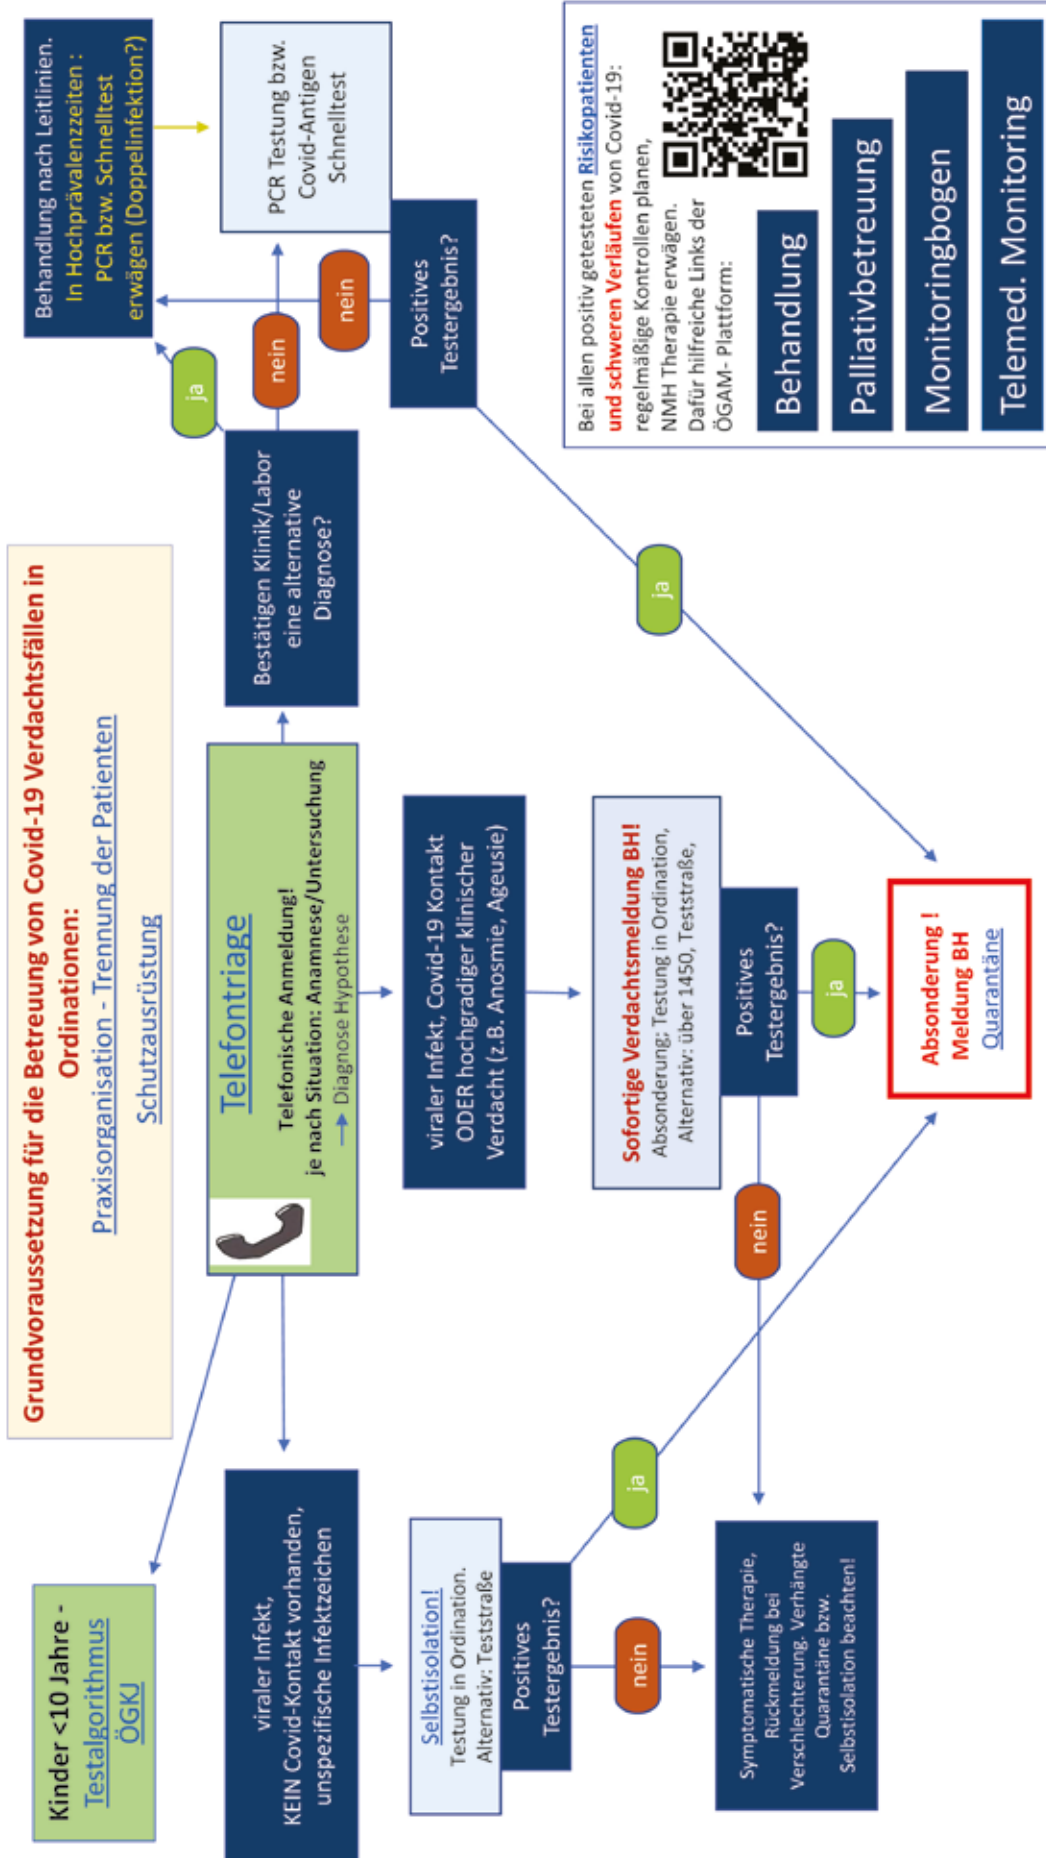 Grundvoraussetzung für die Betreuung von Covid-19 Verdachtsfällen in
Ordinationen:
Praxisorganisation - Trennung der Patienten
Schutzausrüstung
Kinder <10 Jahre -
Testalgorithmus
ÖGKJ
Telefontriage
Telefonische Anmeldung!
je nach Situation: Anamnese/Untersuchung
Diagnose Hypothese
viraler Infekt,
KEIN Covid-Kontakt vorhanden,
unspezifische Infektzeichen
Selbstisolation!
Testung in Ordination.
Alternativ: Teststraße
Positives
Testergebnis?
ja
nein
Symptomatische Therapie,
Rückmeldung bei
Verschlechterung. Verhängte
Quarantäne bzw.
Selbstisolation beachten!
viraler Infekt, Covid-19 Kontakt
ODER hochgradiger klinischer
Verdacht (z.B. Anosmie, Ageusie)
Sofortige Verdachtsmeldung BH!
Absonderung; Testung in Ordination,
Alternativ: über 1450, Teststraße,
Positives
Testergebnis?
nein
ja
Absonderung !
Meldung BH
Quarantäne
Bestätigen Klinik/Labor
eine alternative
Diagnose?
ja
nein
Behandlung nach Leitlinien.
In Hochprävalenzzeiten :
PCR bzw. Schnelltest
erwägen (Doppelinfektion?)
PCR Testung bzw.
Covid-Antigen
Schnelltest
Positives
Testergebnis?
nein
ja
Bei allen positiv getesteten Risikopatienten
und schweren Verläufen von Covid-19:
regelmäßige Kontrollen planen,
NMH Therapie erwägen.
Dafür hilfreiche Links der
ÖGAM- Plattform:
Behandlung
Palliativbetreuung
Monitoringbogen
Telemed. Monitoring